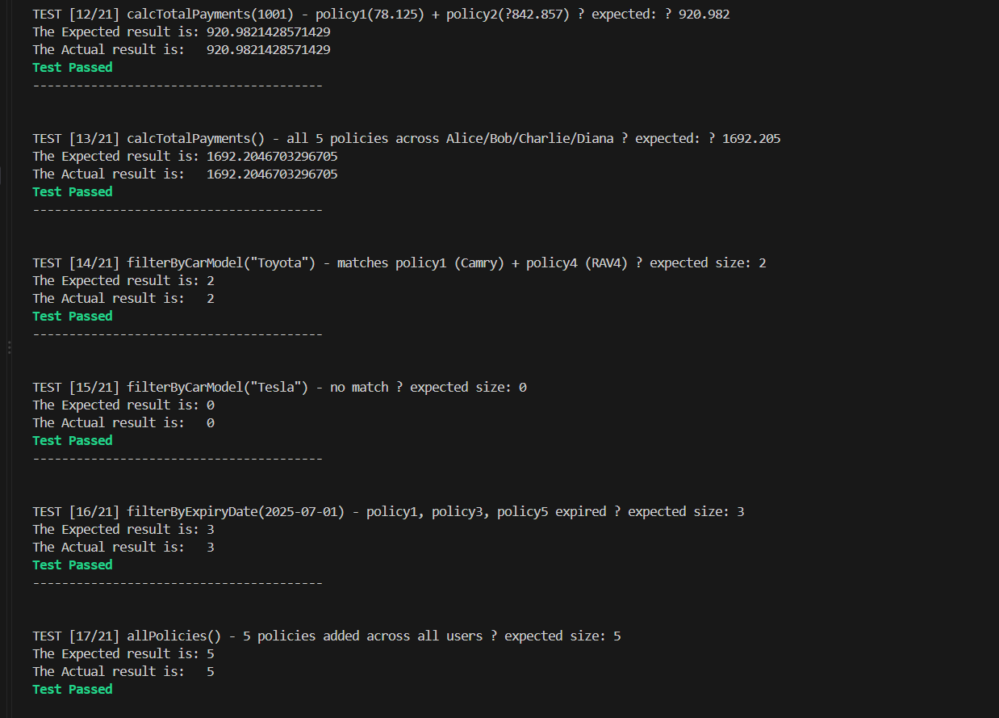 TEST [12/21] calcTotalPayments(1001) - policy1(78.125) + policy2(?842.857) ? expected: ? 920.982
The Expected result is: 920.9821428571429
The Actual result is:   920.9821428571429
Test Passed
----------------------------------------
TEST [13/21] calcTotalPayments() - all 5 policies across Alice/Bob/Charlie/Diana ? expected: ? 1692.205
The Expected result is: 1692.2046703296705
The Actual result is:   1692.2046703296705
Test Passed
----------------------------------------
TEST [14/21] filterByCarModel("Toyota") - matches policy1 (Camry) + policy4 (RAV4) ? expected size: 2
The Expected result is: 2
The Actual result is:   2
Test Passed
----------------------------------------
TEST [15/21] filterByCarModel("Tesla") - no match ? expected size: 0
The Expected result is: 0
The Actual result is:   0
Test Passed
----------------------------------------
TEST [16/21] filterByExpiryDate(2025-07-01) - policy1, policy3, policy5 expired ? expected size: 3
The Expected result is: 3
The Actual result is:   3
Test Passed
----------------------------------------
TEST [17/21] allPolicies() - 5 policies added across all users ? expected size: 5
The Expected result is: 5
The Actual result is:   5
Test Passed